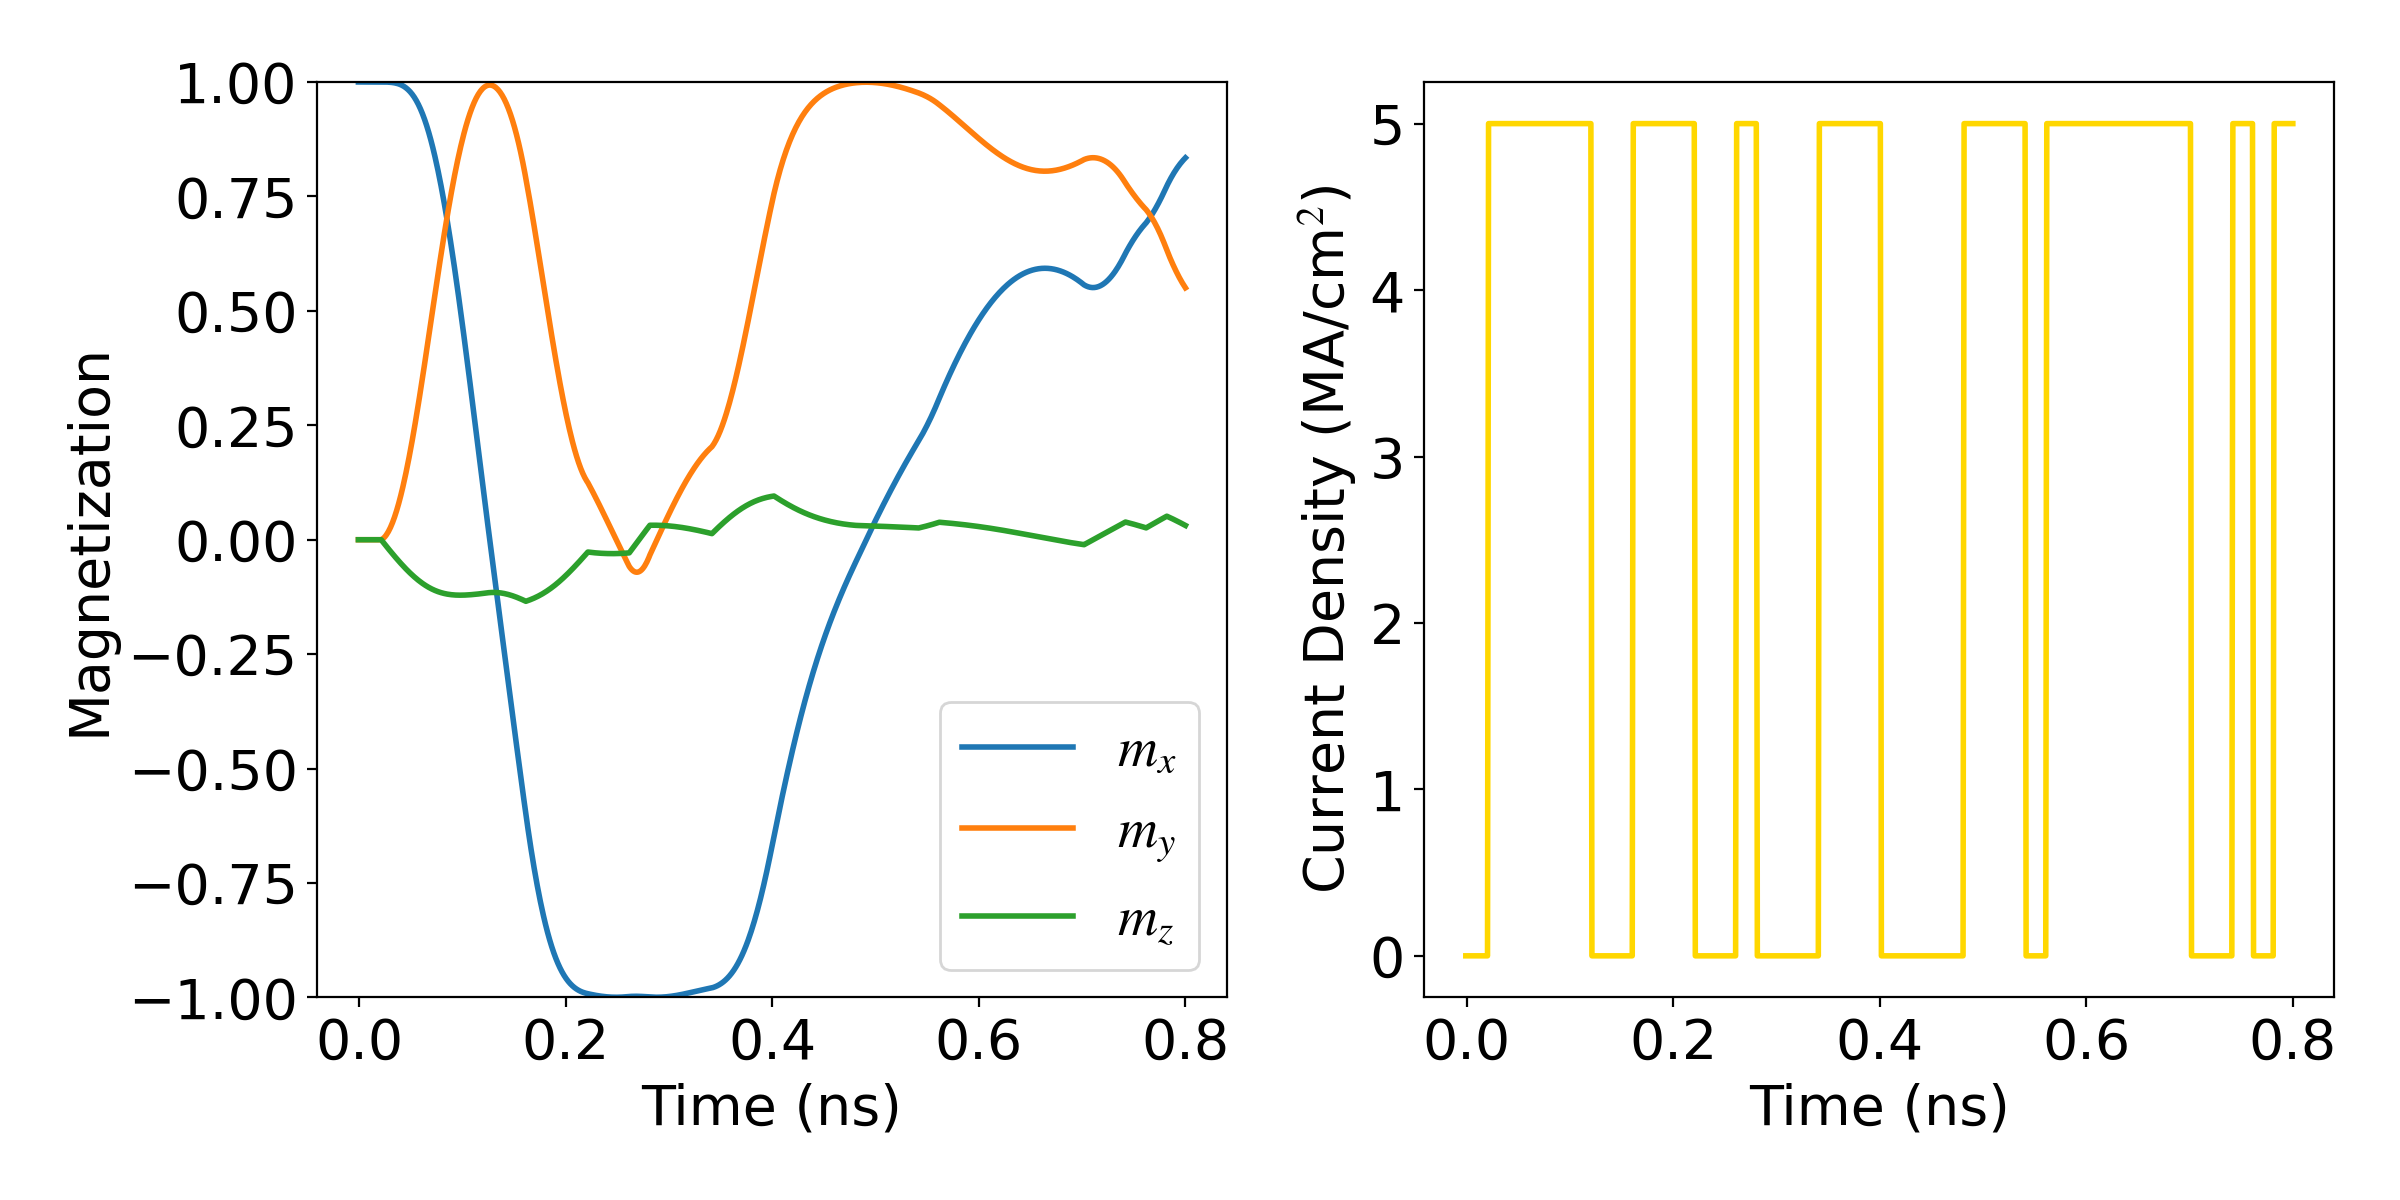 Magnetization
1.00
0.75
0.50
0.25
0.00
−0.25
−0.50
−0.75
−1.00
0.0 0.2 0.4 0.6 0.8
Time (ns)
m_x
m_y
m_z
Current Density (MA/cm²)
5
4
3
2
1
0
0.0 0.2 0.4 0.6 0.8
Time (ns)